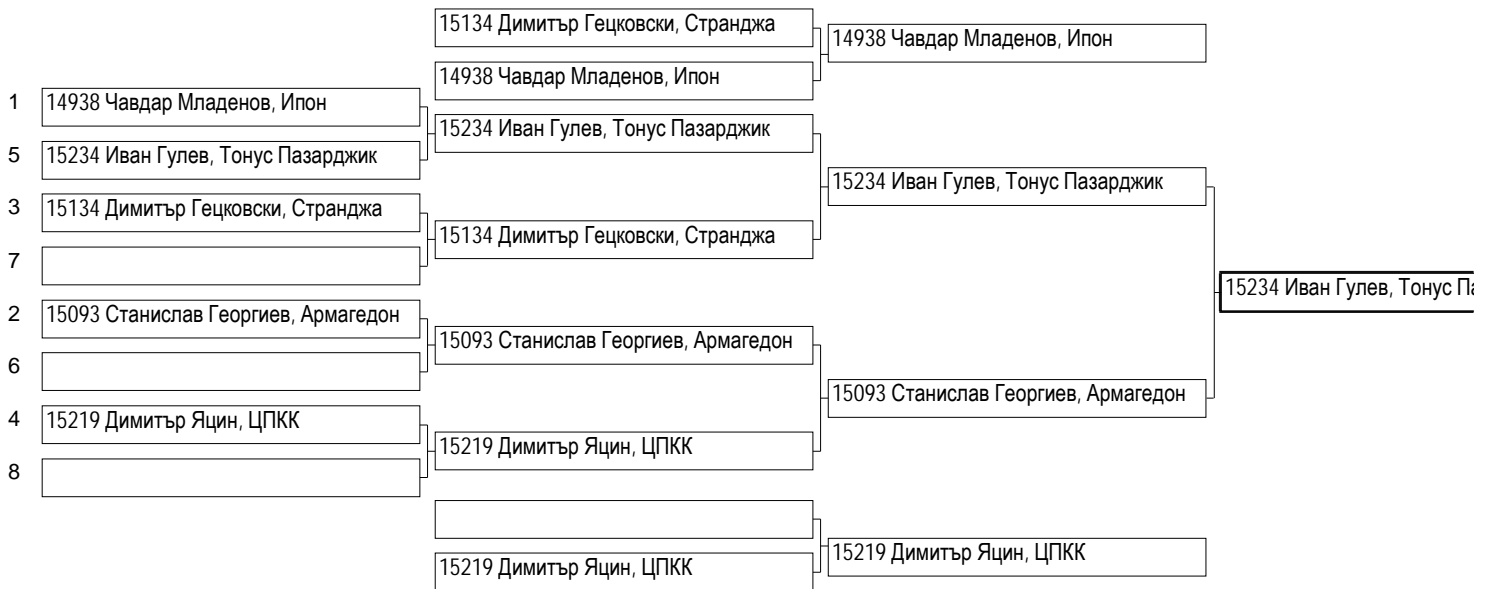 15134 Димитър Гецковски, Странджа
14938 Чавдар Младенов, Ипон
14938 Чавдар Младенов, Ипон
1 14938 Чавдар Младенов, Ипон
15234 Иван Гулев, Тонус Пазарджик
5 15234 Иван Гулев, Тонус Пазарджик
15234 Иван Гулев, Тонус Пазарджик
3 15134 Димитър Гецковски, Странджа
15134 Димитър Гецковски, Странджа
7
15234 Иван Гулев, Тонус
2 15093 Станислав Георгиев, Армагедон
15093 Станислав Георгиев, Армагедон
6
15093 Станислав Георгиев, Армагедон
4 15219 Димитър Яцин, ЦПКК
15219 Димитър Яцин, ЦПКК
8
15219 Димитър Яцин, ЦПКК
15219 Димитър Яцин, ЦПКК